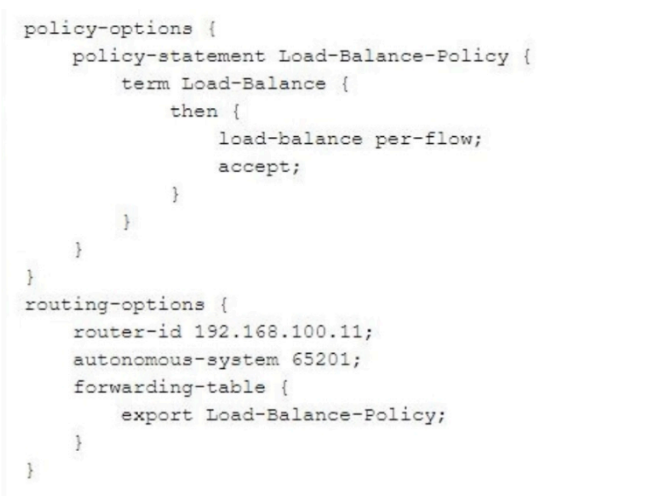 policy-options {
    policy-statement Load-Balance-Policy {
        term Load-Balance {
            then {
                load-balance per-flow;
                accept;
            }
        }
    }
}
routing-options {
    router-id 192.168.100.11;
    autonomous-system 65201;
    forwarding-table {
        export Load-Balance-Policy;
    }
}